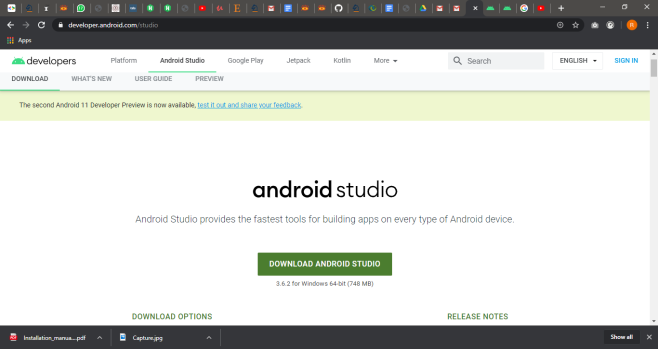 developer.android.com/studio
Apps
developers
Platform
Android Studio
Google Play
Jetpack
Kotlin
More
Search
ENGLISH
SIGN IN
DOWNLOAD
WHAT'S NEW
USER GUIDE
PREVIEW
The second Android 11 Developer Preview is now available, test it out and share your feedback.
android studio
Android Studio provides the fastest tools for building apps on every type of Android device.
DOWNLOAD ANDROID STUDIO
3.6.2 for Windows 64-bit (748 MB)
DOWNLOAD OPTIONS
RELEASE NOTES
Installation_manua....pdf
Capture.jpg
Show all